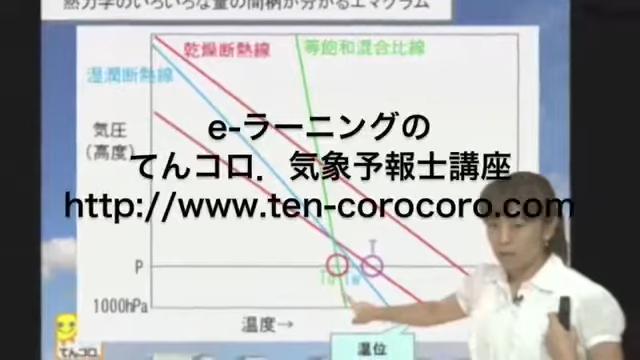 熱力学のいろいろな量の関係が分かるエマグラム
乾燥断熱線
等飽和混合比線
湿潤断熱線
気圧
(高度)
e-ラーニングの
てんコロ．気象予報士講座
http://www.ten-corocoro.com
T
P
Td
Tw
1000hPa
温度→
温位
てんコロ